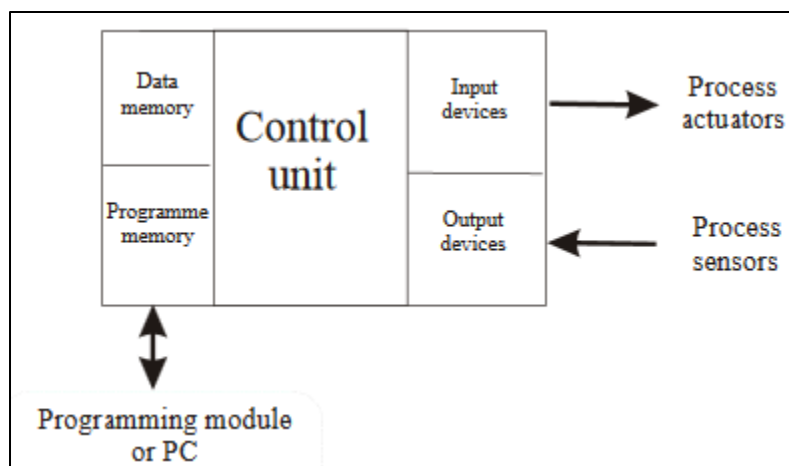 Data
memory
Programme
memory
Control
unit
Input
devices
Output
devices
Process
actuators
Process
sensors
Programming module
or PC